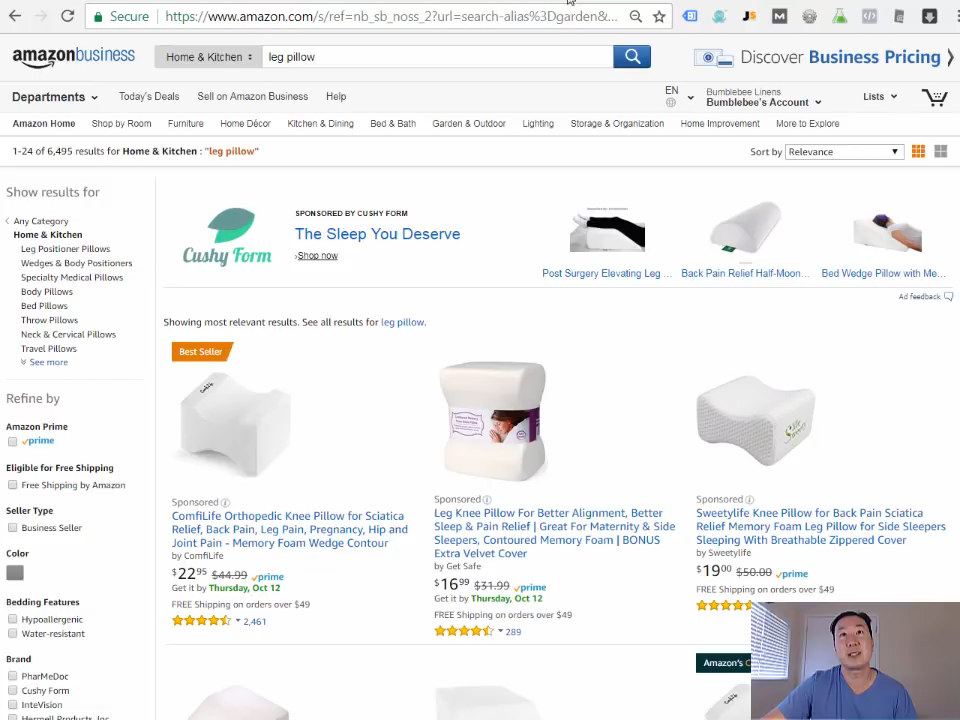 Secure
https://www.amazon.com/s/ref=nb_sb_noss_2?url=search-alias%3Dgarden&...
amazonbusiness
Home & Kitchen
leg pillow
Discover Business Pricing
Departments
Today's Deals
Sell on Amazon Business
Help
EN
Bumblebee Linens
Bumblebee's Account
Lists
Amazon Home
Shop by Room
Furniture
Home Décor
Kitchen & Dining
Bed & Bath
Garden & Outdoor
Lighting
Storage & Organization
Home Improvement
More to Explore
1-24 of 6,495 results for Home & Kitchen : "leg pillow"
Sort by
Relevance
Show results for
Any Category
Home & Kitchen
Leg Positioner Pillows
Wedges & Body Positioners
Specialty Medical Pillows
Body Pillows
Bed Pillows
Throw Pillows
Neck & Cervical Pillows
Travel Pillows
See more
Refine by
Amazon Prime
prime
Eligible for Free Shipping
Free Shipping by Amazon
Seller Type
Business Seller
Color
Bedding Features
Hypoallergenic
Water-resistant
Brand
PharMeDoc
Cushy Form
InteVision
Hermell Products, Inc.
Cushy Form
SPONSORED BY CUSHY FORM
The Sleep You Deserve
›Shop now
Post Surgery Elevating Leg ...
Back Pain Relief Half-Moon...
Bed Wedge Pillow with Me...
Ad feedback
Showing most relevant results. See all results for leg pillow.
Best Seller
Sponsored
ComfiLife Orthopedic Knee Pillow for Sciatica
Relief, Back Pain, Leg Pain, Pregnancy, Hip and
Joint Pain - Memory Foam Wedge Contour
by ComfiLife
$22 95 $44.99 prime
Get it by Thursday, Oct 12
FREE Shipping on orders over $49
2,461
Sponsored
Leg Knee Pillow For Better Alignment, Better
Sleep & Pain Relief | Great For Maternity & Side
Sleepers, Contoured Memory Foam | BONUS
Extra Velvet Cover
by Get Safe
$16 99 $31.99 prime
Get it by Thursday, Oct 12
FREE Shipping on orders over $49
289
Sponsored
Sweetylife Knee Pillow for Back Pain Sciatica
Relief Memory Foam Leg Pillow for Side Sleepers
Sleeping With Breathable Zippered Cover
by Sweetylife
$19 00 $50.00 prime
FREE Shipping on orders over $49
Amazon's